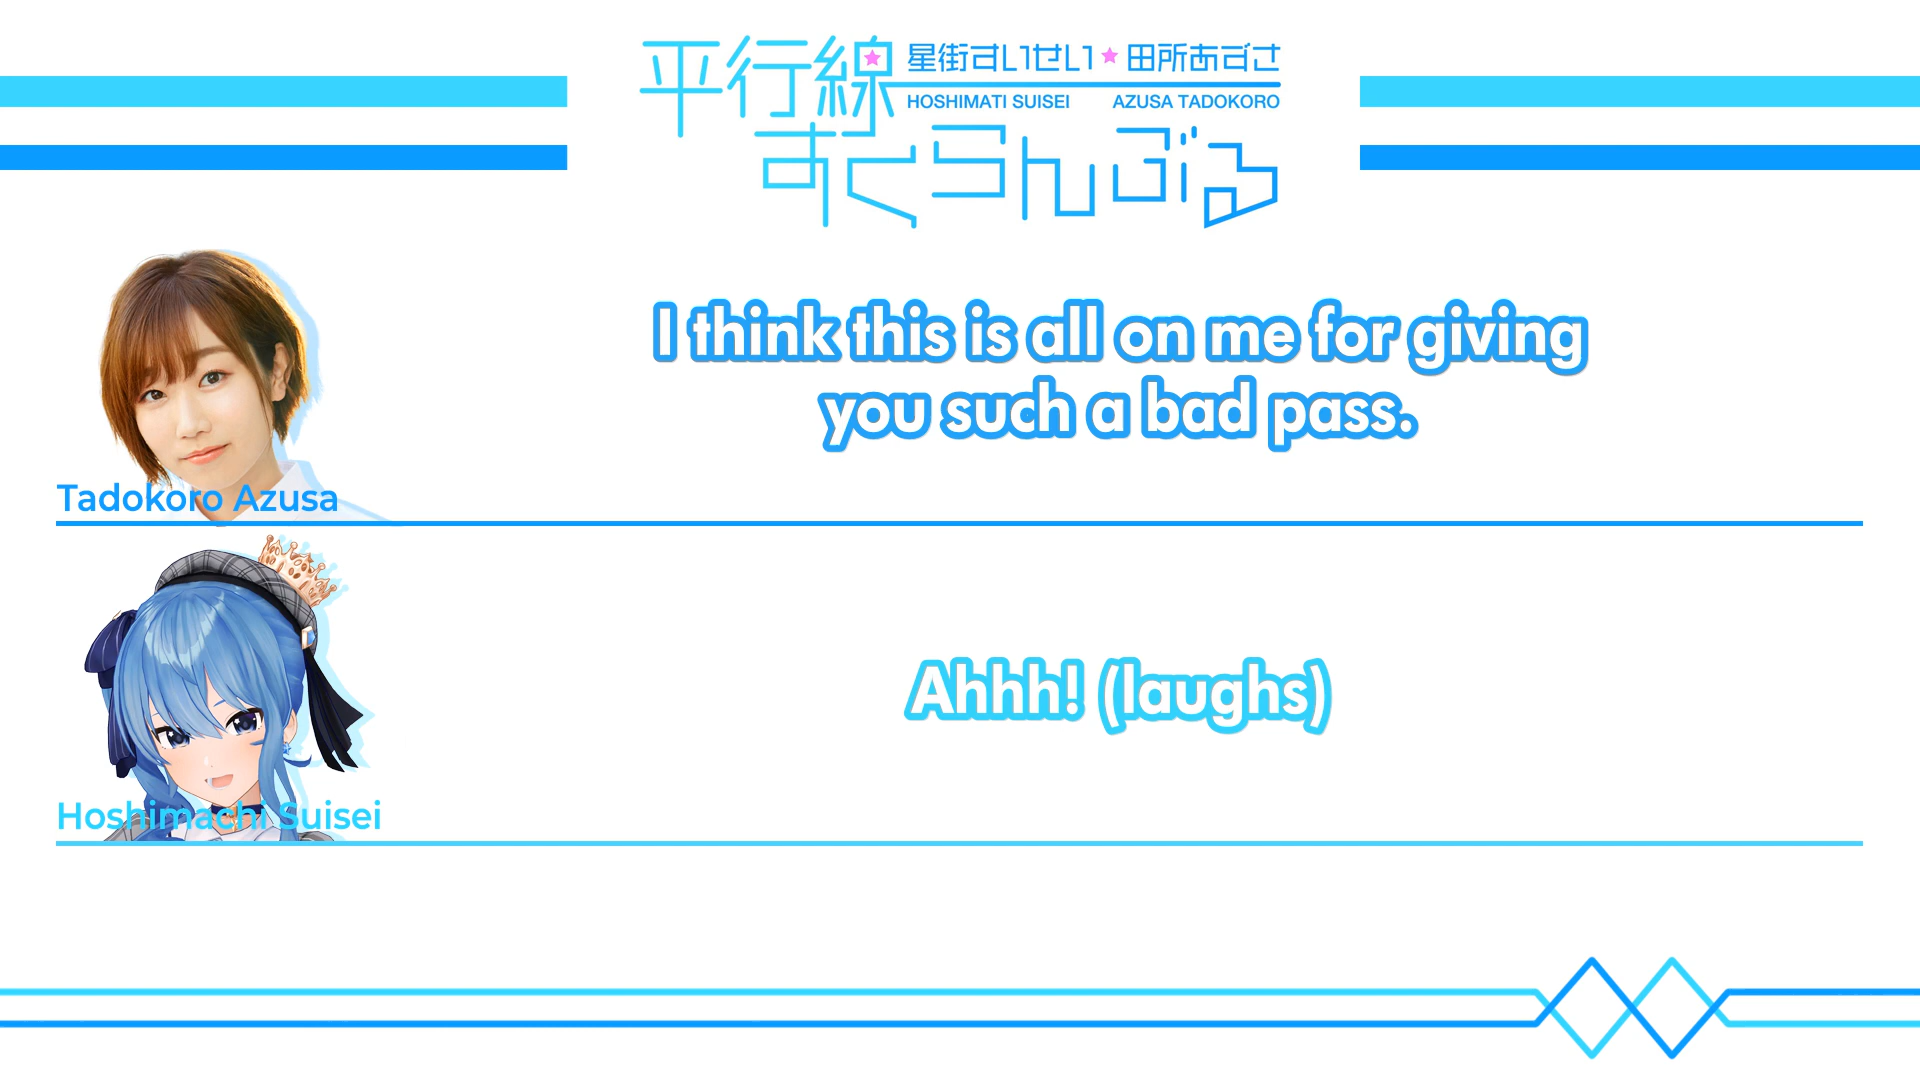 平行線
星街すいせい★田所あずさ
HOSHIMATI SUISEI AZUSA TADOKORO
すくらんぶる
I think this is all on me for giving
you such a bad pass.
Tadokoro Azusa
Ahhh! (laughs)
Hoshimachi Suisei